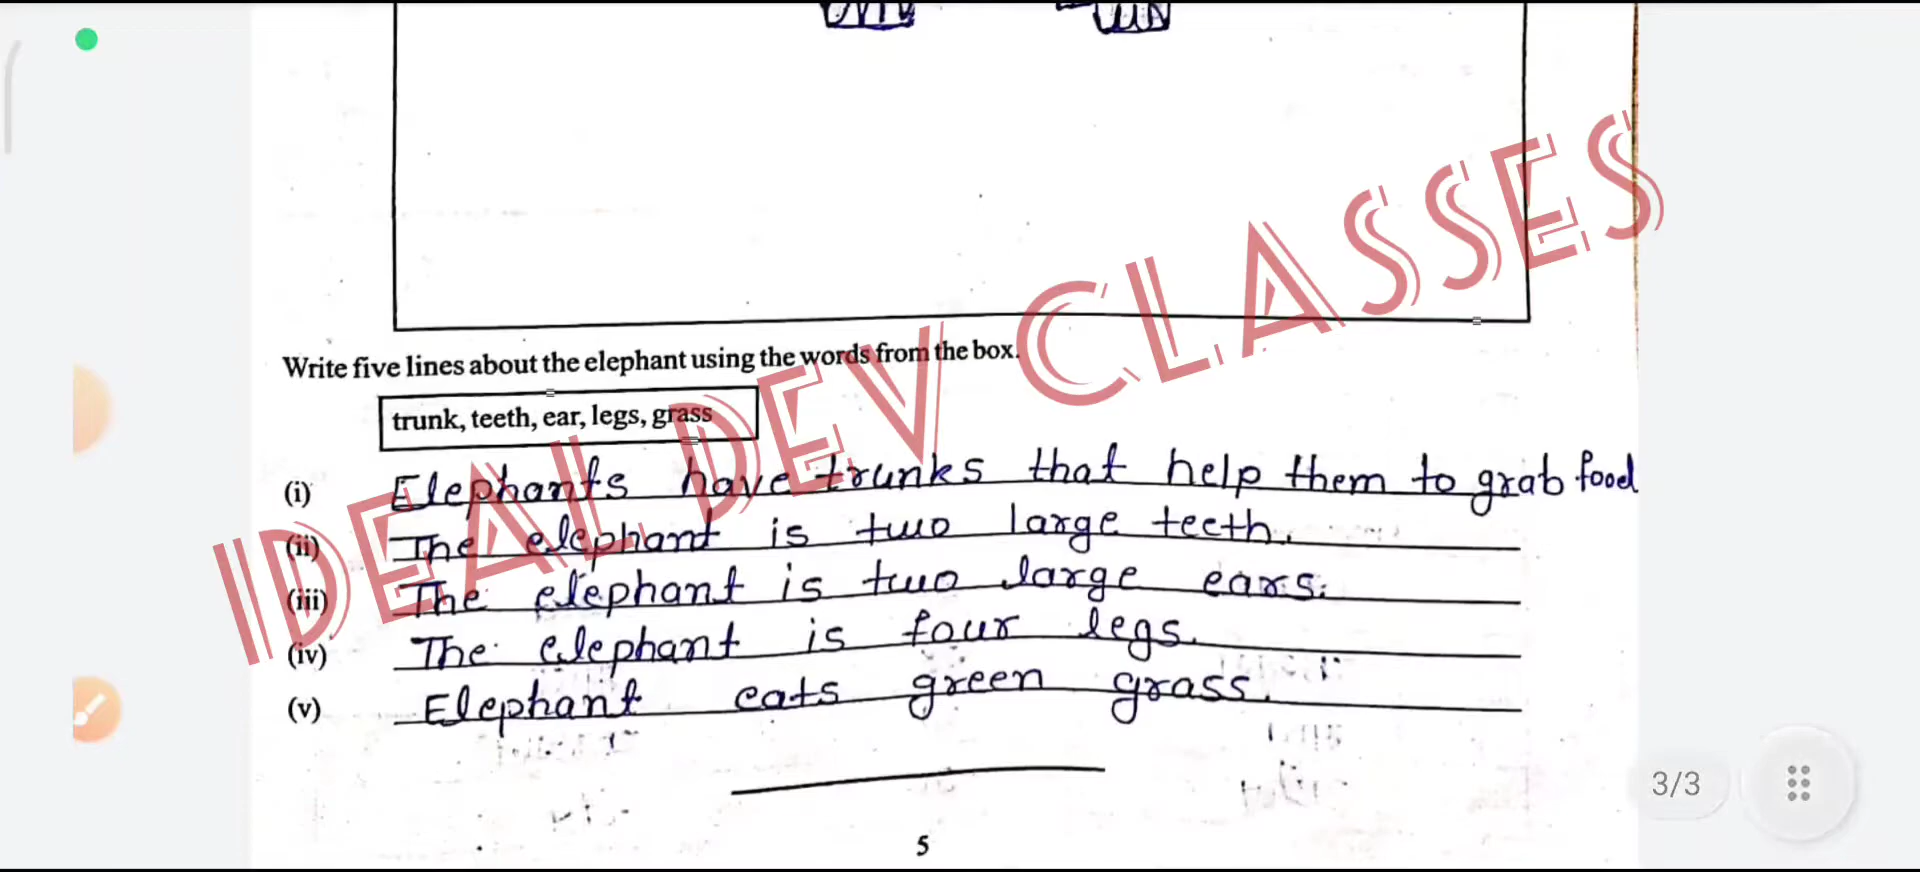 Write five lines about the elephant using the words from the box.
trunk, teeth, ear, legs, grass
(i) Elephants have trunks that help them to grab food
(ii) The elephant is two large teeth.
(iii) The elephant is two large ears.
(iv) The elephant is four legs.
(v) Elephant eats green grass.
IDEAL DEV CLASSES
3/3
5